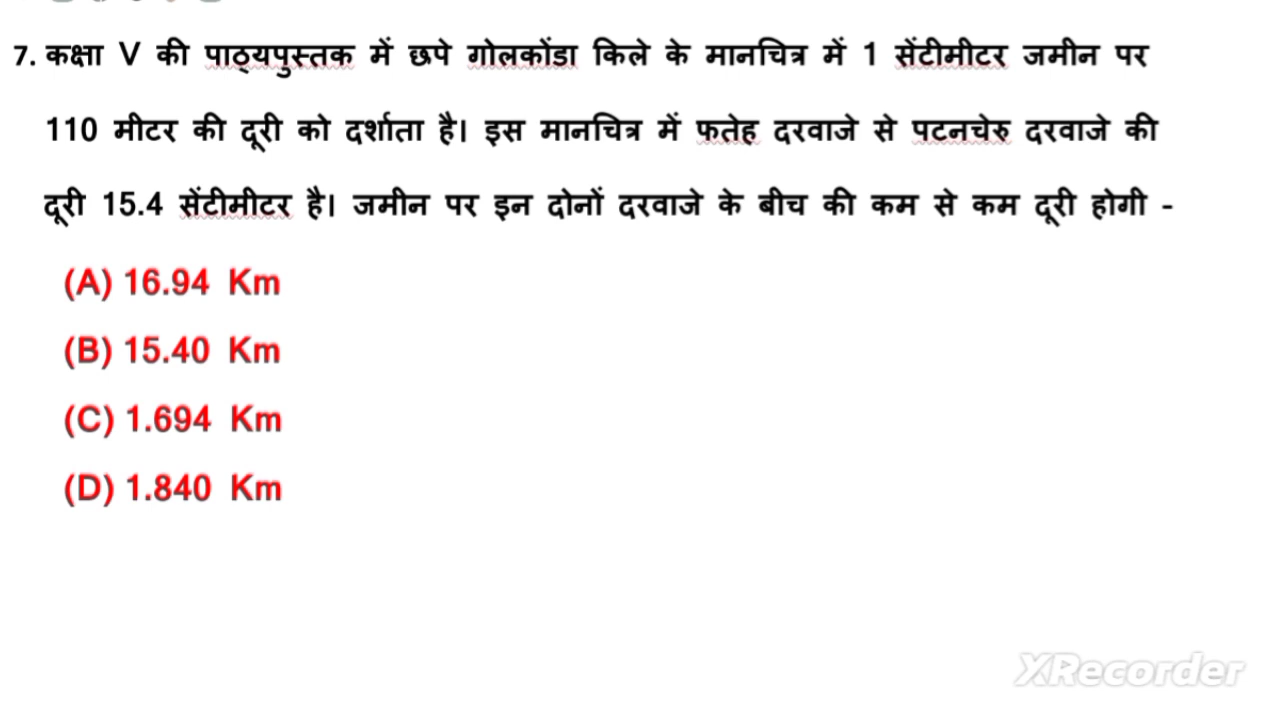 7. कक्षा V की पाठ्यपुस्तक में छपे गोलकोंडा किले के मानचित्र में 1 सेंटीमीटर जमीन पर
110 मीटर की दूरी को दर्शाता है। इस मानचित्र में फतेह दरवाजे से पटनचेरु दरवाजे की
दूरी 15.4 सेंटीमीटर है। जमीन पर इन दोनों दरवाजे के बीच की कम से कम दूरी होगी -
(A) 16.94 Km
(B) 15.40 Km
(C) 1.694 Km
(D) 1.840 Km
XRecorder